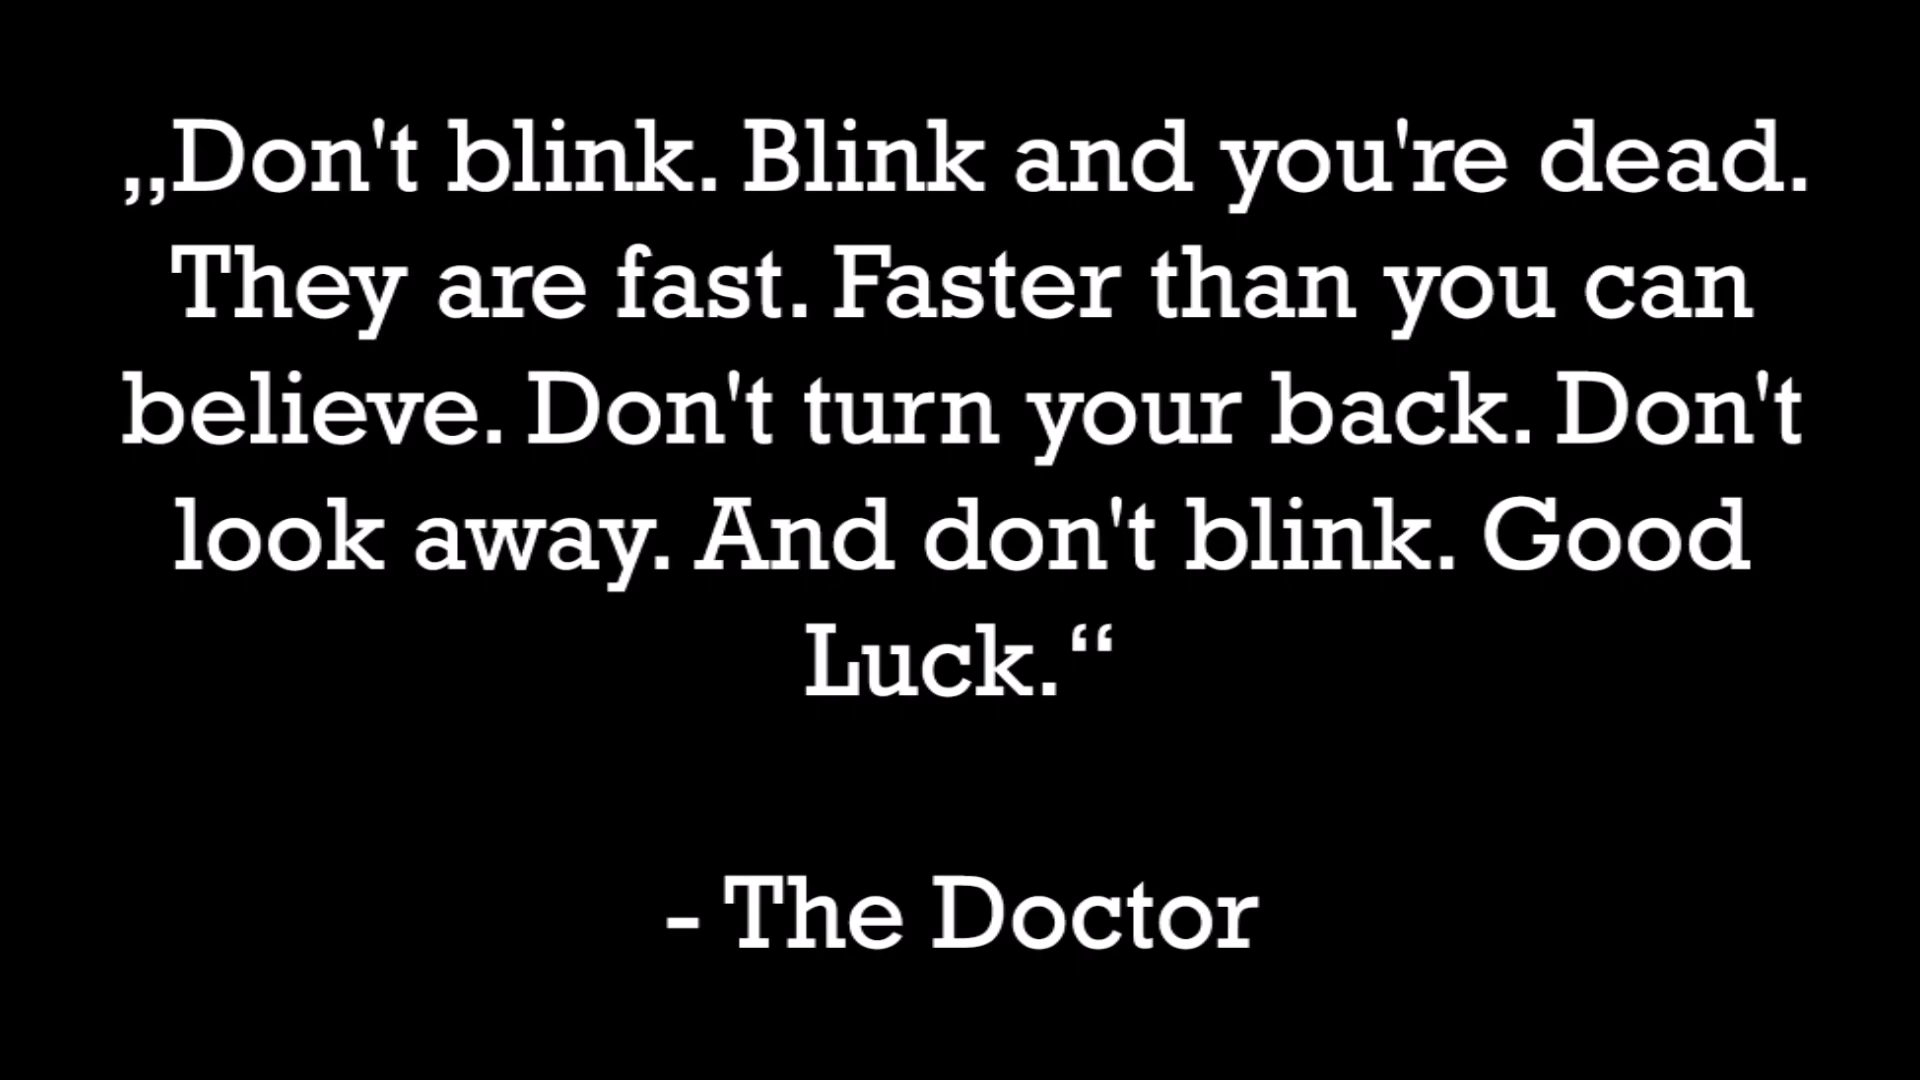 „Don't blink. Blink and you're dead.
They are fast. Faster than you can
believe. Don't turn your back. Don't
look away. And don't blink. Good
Luck.“
- The Doctor